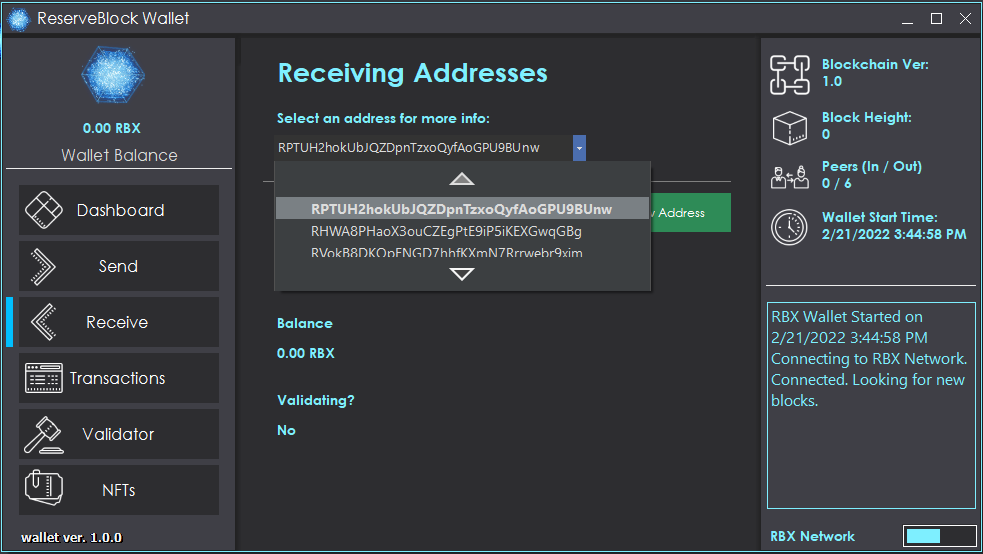 ReserveBlock Wallet
0.00 RBX
Wallet Balance
Dashboard
Send
Receive
Transactions
Validator
NFTs
wallet ver. 1.0.0
Receiving Addresses
Select an address for more info:
RPTUH2hokUbJQZDpnTzxoQyfAoGPU9BUnw
RPTUH2hokUbJQZDpnTzxoQyfAoGPU9BUnw
RHWA8PHaoX3ouCZEgPtE9iP5iKEXGwqGBg
Address
Balance
0.00 RBX
Validating?
No
Blockchain Ver:
1.0
Block Height:
0
Peers (In / Out)
0 / 6
Wallet Start Time:
2/21/2022 3:44:58 PM
RBX Wallet Started on
2/21/2022 3:44:58 PM
Connecting to RBX Network.
Connected. Looking for new
blocks.
RBX Network